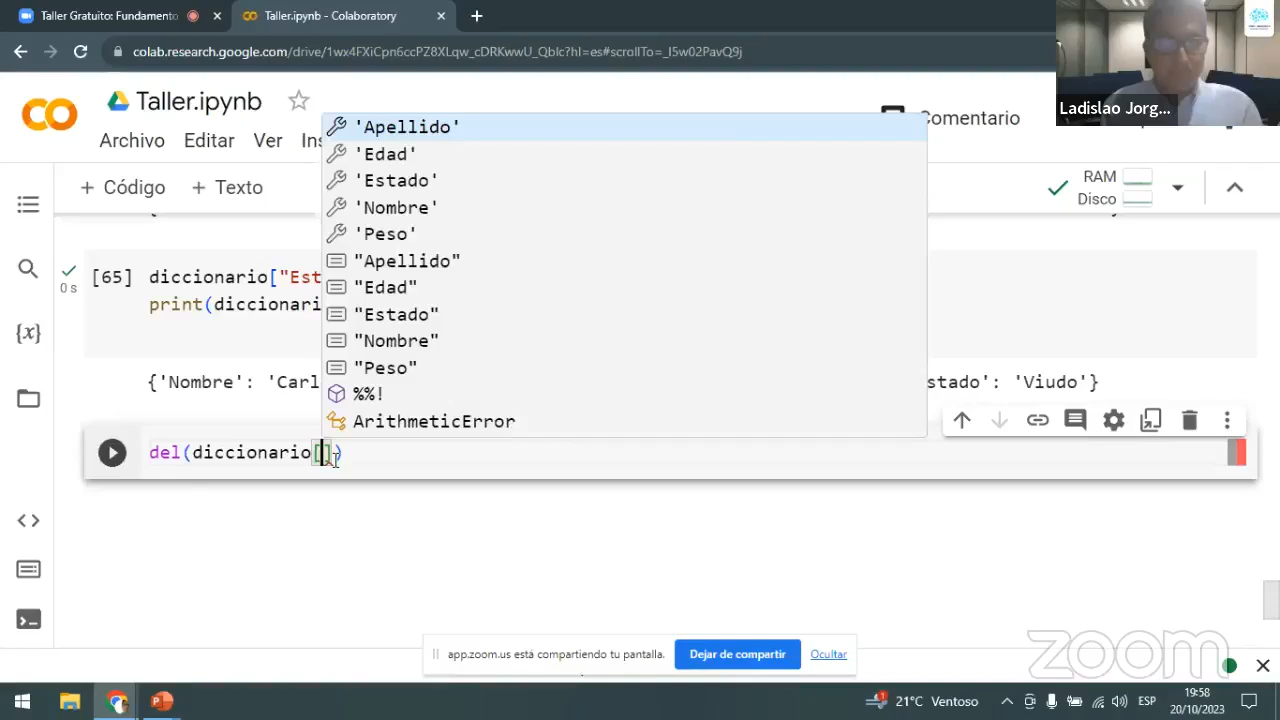 Taller Gratuito: Fundamento
Taller.ipynb - Colaboratory
colab.research.google.com/drive/1wx4FXiCpn6ccPZ8XLqw_cDRKwwU_Qblc?hl=es#scrollTo=_I5w02PavQ9j
Ladislao Jorg...
Taller.ipynb
Comentario
Archivo Editar Ver Ins
+ Código + Texto
RAM
Disco
'Apellido'
'Edad'
'Estado'
'Nombre'
'Peso'
"Apellido"
"Edad"
"Estado"
"Nombre"
"Peso"
%%!
ArithmeticError
[65] diccionario["Est
0 s
print(diccionari
{'Nombre': 'Carl
stado': 'Viudo'}
del(diccionario[])
app.zoom.us está compartiendo tu pantalla.
Dejar de compartir
Ocultar
zoom
21°C Ventoso
ESP
19:58
20/10/2023